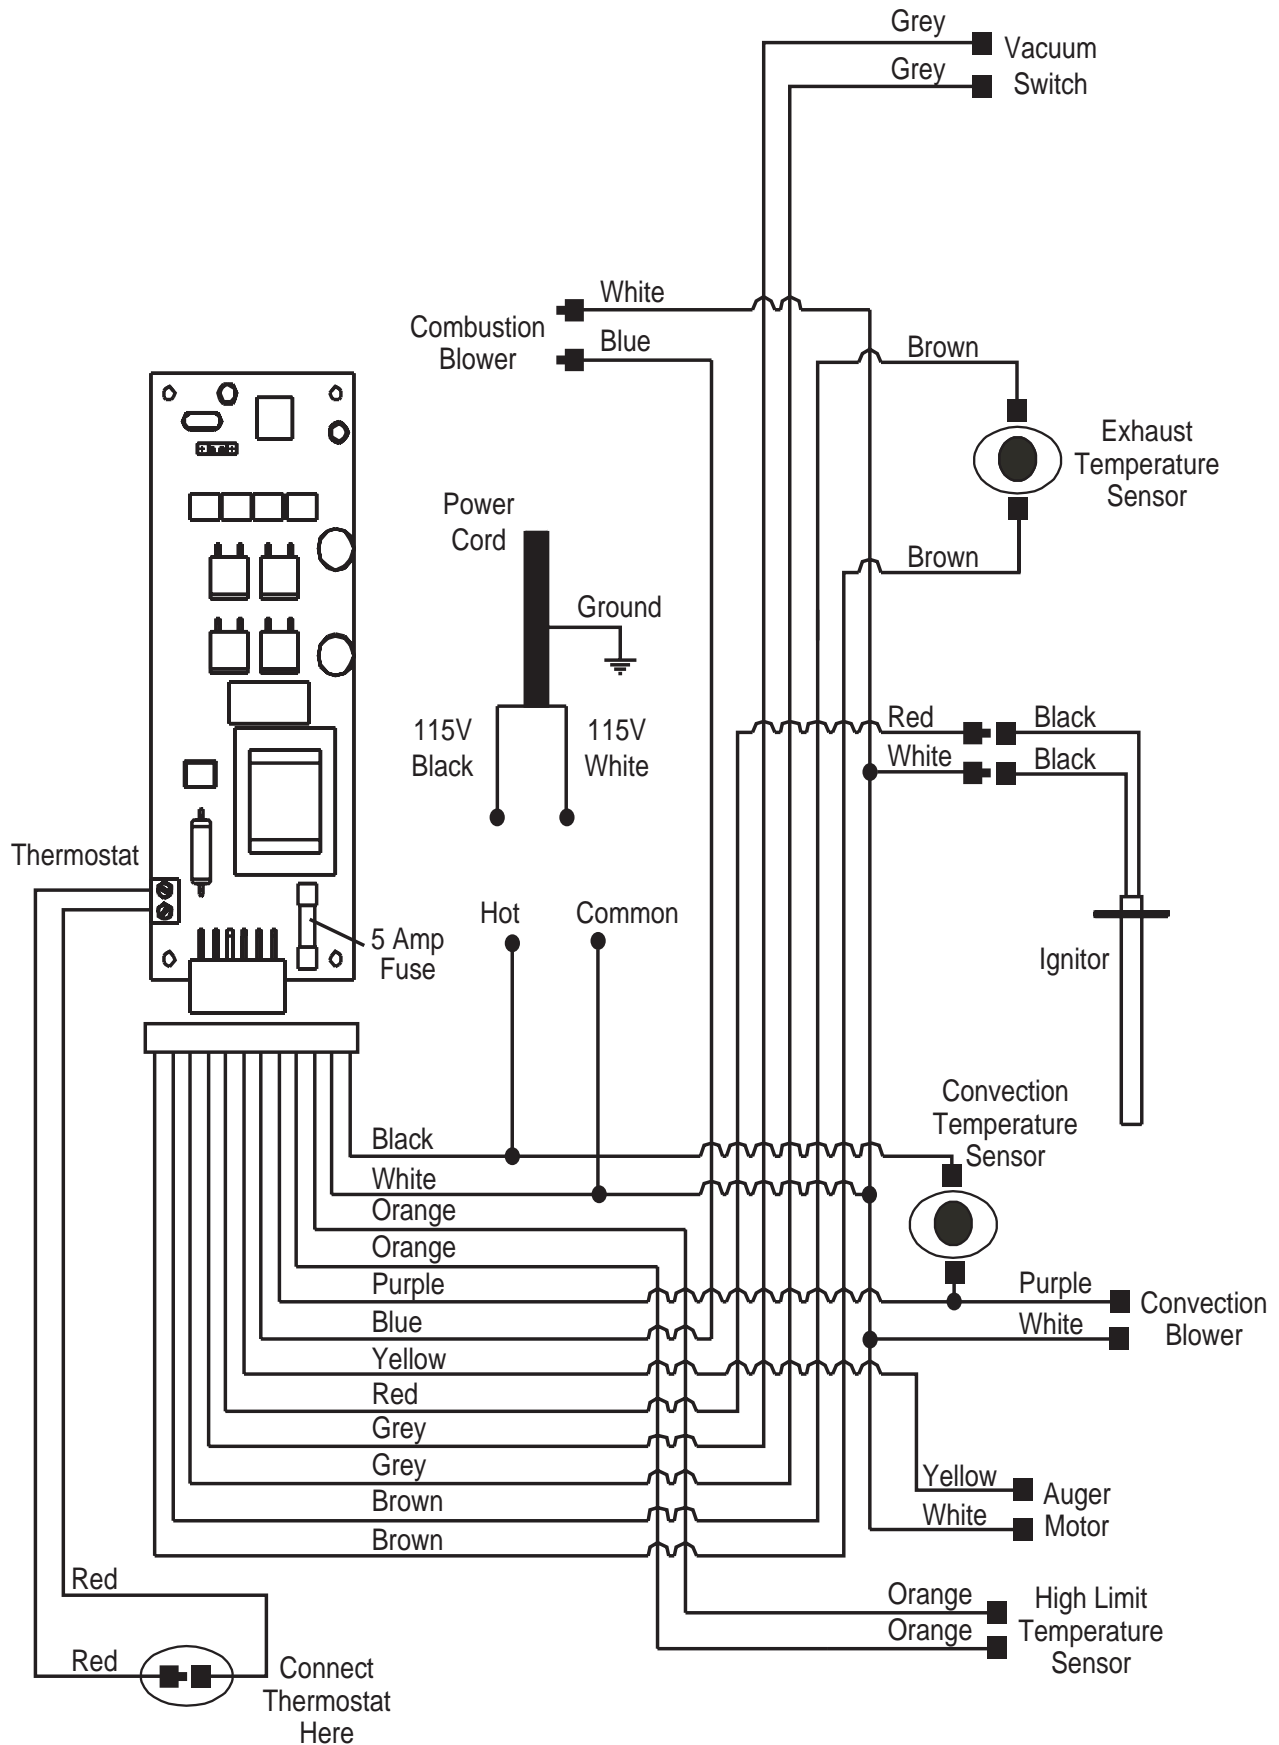 Grey
Vacuum
Grey
Switch
White
Combustion
Blower
Blue
Brown
Exhaust
Temperature
Sensor
Power
Cord
Brown
Ground
115V
Black
115V
White
Red
Black
White
Black
Thermostat
Hot
Common
5 Amp
Fuse
Ignitor
Convection
Temperature
Sensor
Black
White
Orange
Orange
Purple
Purple
Convection
Blower
White
Blue
Yellow
Red
Grey
Grey
Yellow
Auger
Motor
White
Brown
Brown
Red
Orange
High Limit
Temperature
Sensor
Orange
Red
Connect
Thermostat
Here